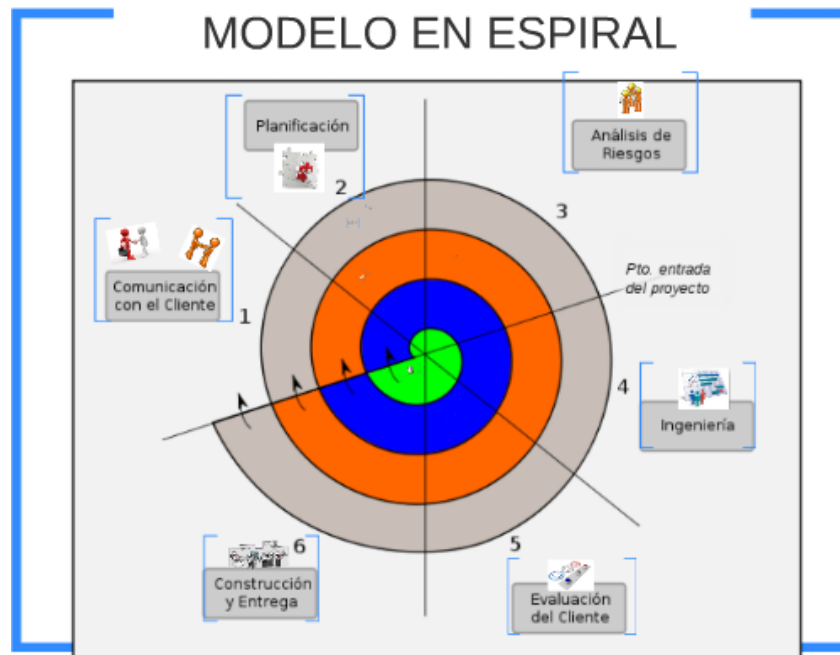 MODELO EN ESPIRAL
Planificación
2
Análisis de
Riesgos
3
Comunicación
con el Cliente
1
Pto. entrada
del proyecto
4
Ingeniería
6
Construcción
y Entrega
5
Evaluación
del Cliente